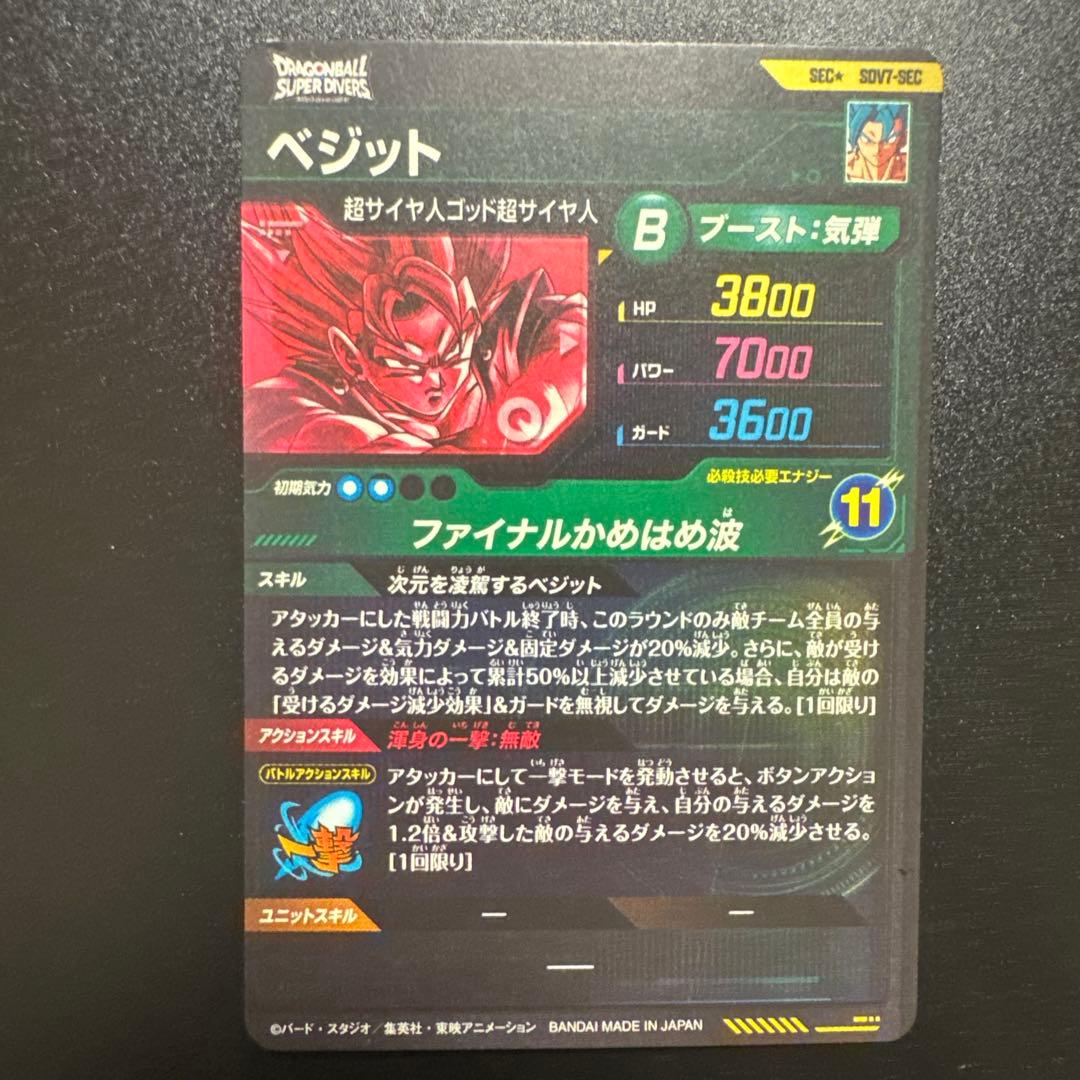 DRAGONBALL
SUPER DIVERS
SEC★ SDV7-SEC
ベジット
超サイヤ人ゴッド超サイヤ人
B ブースト:気弾
HP 3800
パワー 7000
ガード 3600
初期気力
必殺技必要エナジー
11
ファイナルかめはめ波
スキル 次元を凌駕するベジット
アタッカーにした戦闘力バトル終了時、このラウンドのみ敵チーム全員の与
えるダメージ&気力ダメージ&固定ダメージが20%減少。さらに、敵が受け
るダメージを効果によって累計50%以上減少させている場合、自分は敵の
「受けるダメージ減少効果」&ガードを無視してダメージを与える。[1回限り]
アクションスキル 渾身の一撃:無敵
バトルアクションスキル
一撃
アタッカーにして一撃モードを発動させると、ボタンアクショ
ンが発生し、敵にダメージを与え、自分の与えるダメージを
1.2倍&攻撃した敵の与えるダメージを20%減少させる。
[1回限り]
ユニットスキル ー ー
ー
©バード・スタジオ/集英社・東映アニメーション BANDAI MADE IN JAPAN